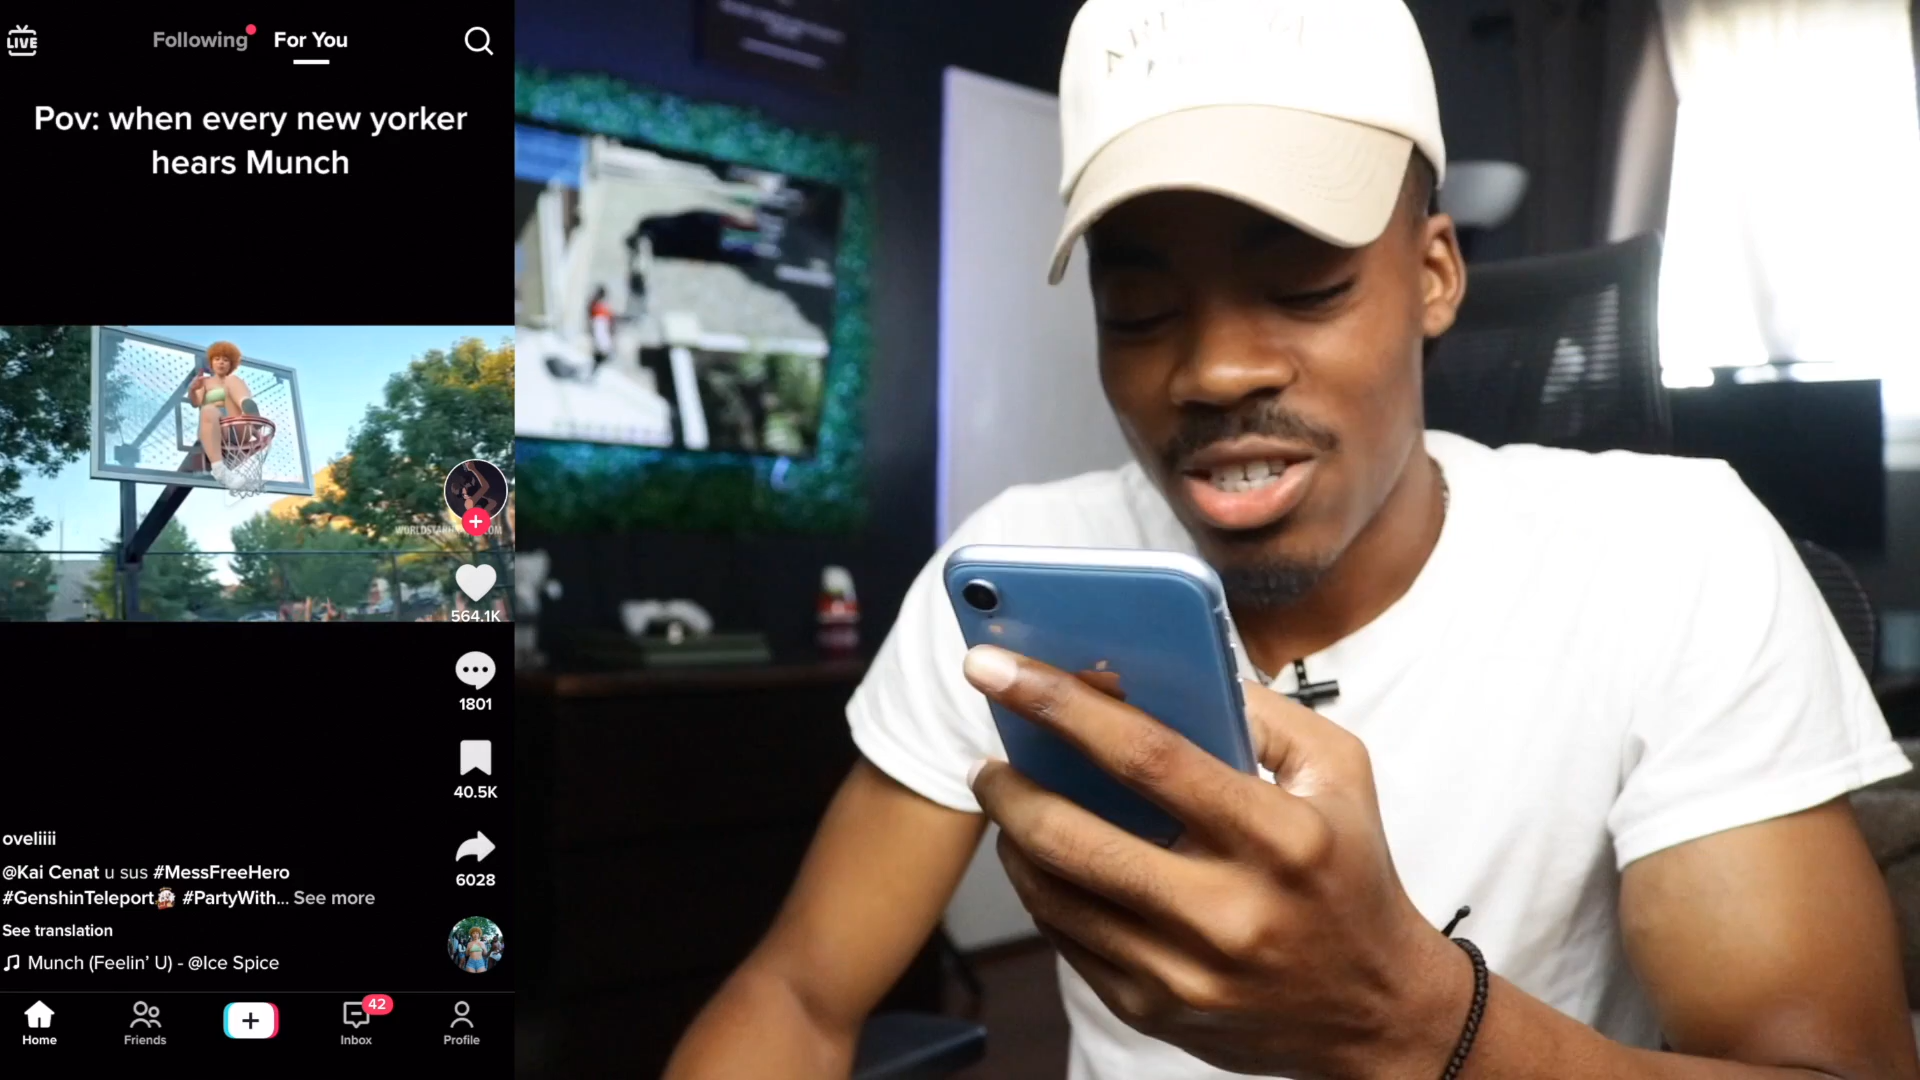 LIVE
Following
For You
Pov: when every new yorker
hears Munch
564.1K
1801
40.5K
6028
oveliiii
@Kai Cenat u sus #MessFreeHero
#GenshinTeleport #PartyWith... See more
See translation
Munch (Feelin’ U) - @Ice Spice
42
Home
Friends
Inbox
Profile